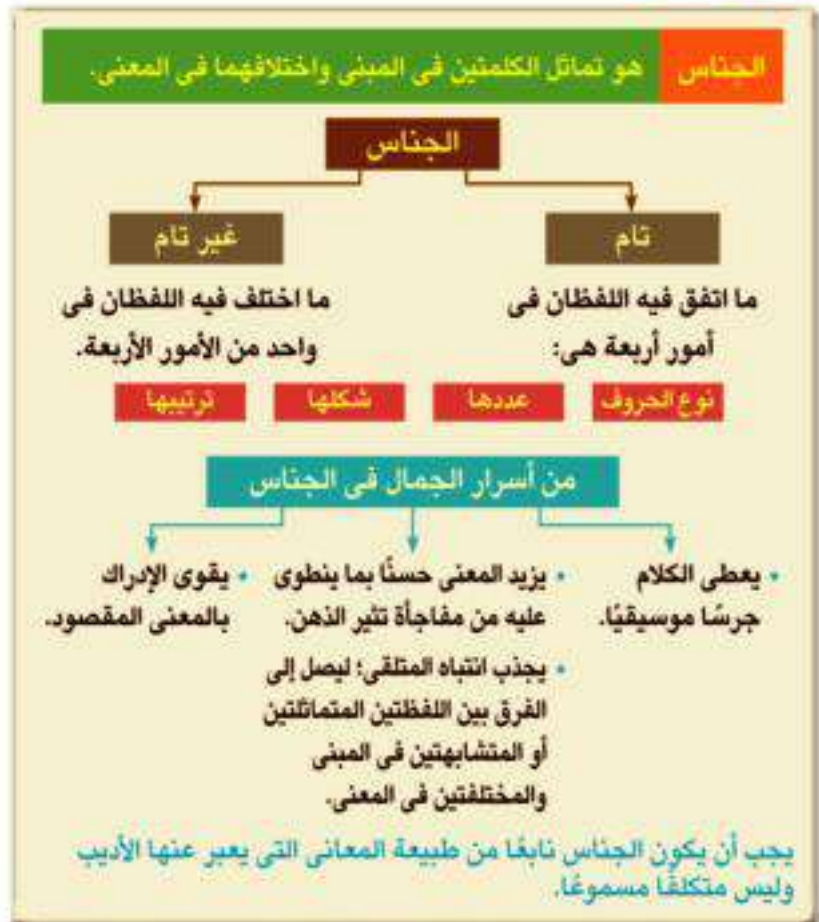 الجناس هو تماثل الكلمتين فى المبنى واختلافهما فى المعنى.
الجناس
تام
غير تام
ما اتفق فيه اللفظان فى
أمور أربعة هى:
ما اختلف فيه اللفظان فى
واحد من الأمور الأربعة.
نوع الحروف
عددها
شكلها
ترتيبها
من أسرار الجمال فى الجناس
• يعطى الكلام
جرسًا موسيقيًا.
• يزيد المعنى حسنًا بما ينطوى
عليه من مفاجأة تثير الذهن.
• يجذب انتباه المتلقى؛ ليصل إلى
الفرق بين اللفظتين المتماثلتين
أو المتشابهتين فى المبنى
والمختلفتين فى المعنى.
• يقوى الإدراك
بالمعنى المقصود.
يجب أن يكون الجناس نابعًا من طبيعة المعانى التى يعبر عنها الأديب
وليس متكلفًا مسموعًا.